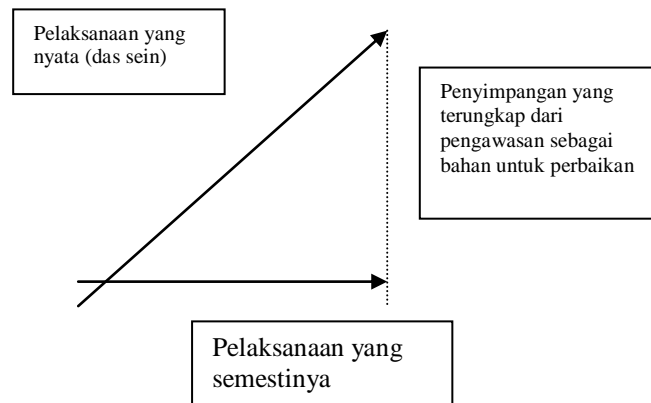 Pelaksanaan yang
nyata (das sein)
Penyimpangan yang
terungkap dari
pengawasan sebagai
bahan untuk perbaikan
Pelaksanaan yang
semestinya